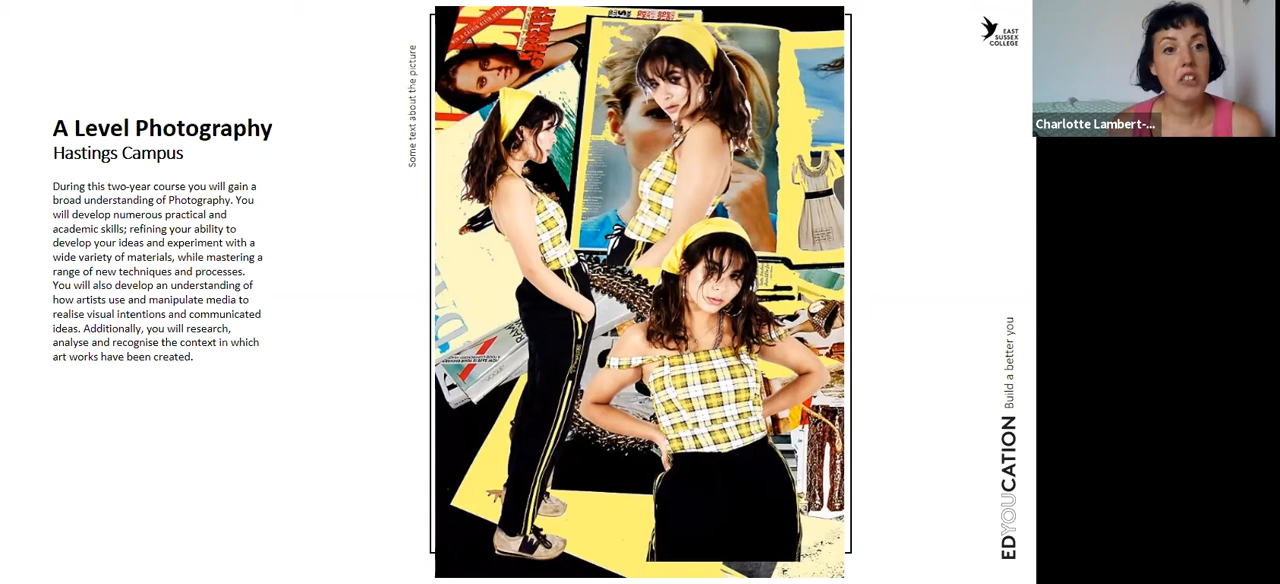 A Level Photography
Hastings Campus
During this two-year course you will gain a
broad understanding of Photography. You
will develop numerous practical and
academic skills; refining your ability to
develop your ideas and experiment with a
wide variety of materials, while mastering a
range of new techniques and processes.
You will also develop an understanding of
how artists use and manipulate media to
realise visual intentions and communicated
ideas. Additionally, you will research,
analyse and recognise the context in which
art works have been created.
Some text about the picture
EAST
SUSSEX
COLLEGE
EDYOUCATION Build a better you
Charlotte Lambert-...